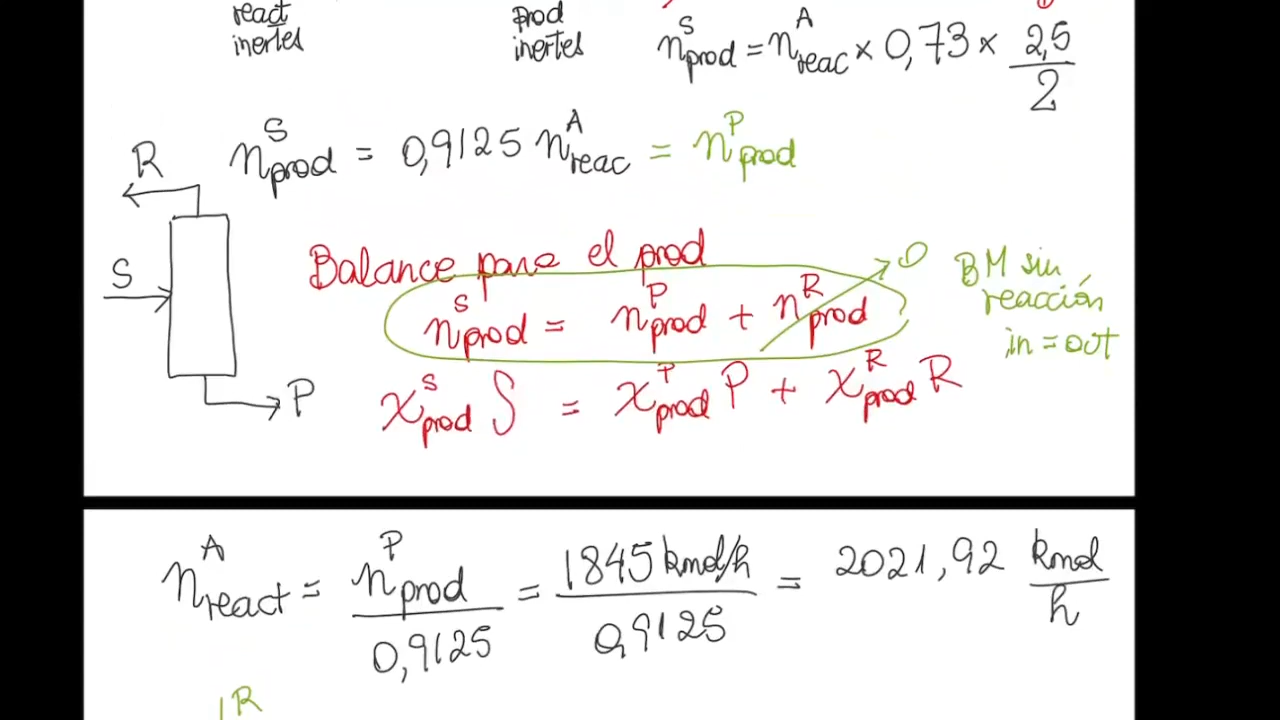 react
inertes
prod
inertes
n^S_prod = n^A_reac × 0,73 × 2,5/2
n^S_prod = 0,9125 n^A_reac = n^P_prod
R
S
P
Balance para el prod
n^S_prod = n^P_prod + n^R_prod
0
BM sin
reacción
in = out
x^S_prod S = x^P_prod P + x^R_prod R
n^A_react = n^P_prod/0,9125 = 1845 kmol/h/0,9125 = 2021,92 kmol/h
R